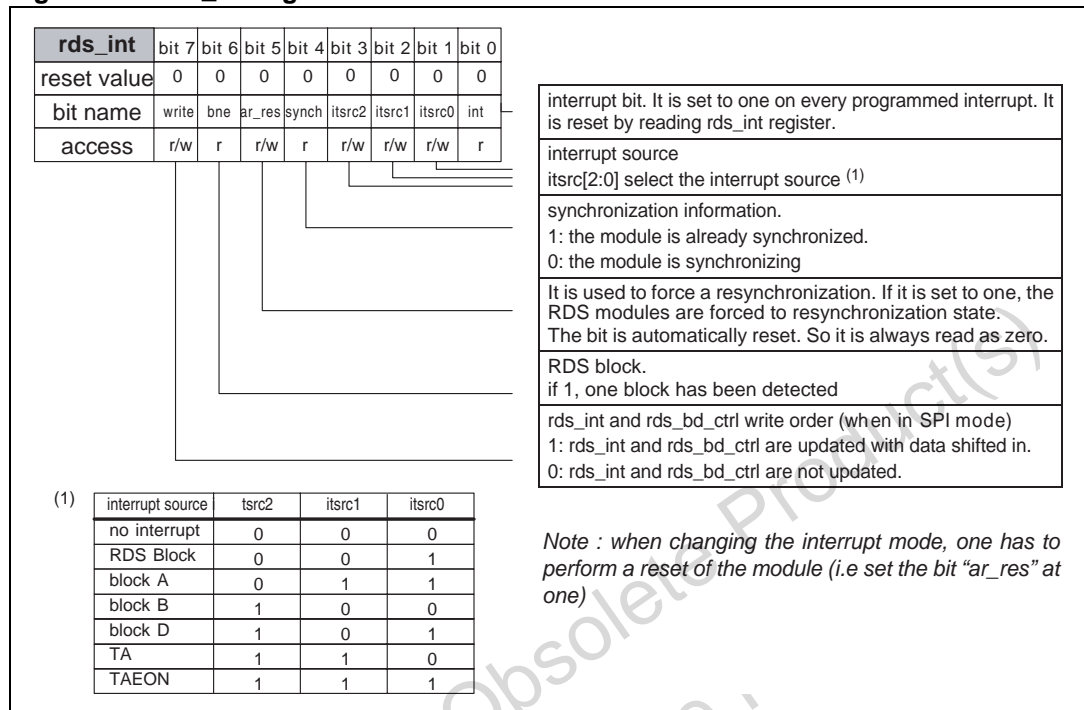 rds_int bit 7 bit 6 bit 5 bit 4 bit 3 bit 2 bit 1 bit 0
reset value 0 0 0 0 0 0 0 0
bit name write bne ar_res synch itsrc2 itsrc1 itsrc0 int
access r/w r r/w r r/w r/w r/w r
interrupt bit. It is set to one on every programmed interrupt. It
is reset by reading rds_int register.
interrupt source
itsrc[2:0] select the interrupt source (1)
synchronization information.
1: the module is already synchronized.
0: the module is synchronizing
It is used to force a resynchronization. If it is set to one, the
RDS modules are forced to resynchronization state.
The bit is automatically reset. So it is always read as zero.
RDS block.
if 1, one block has been detected
rds_int and rds_bd_ctrl write order (when in SPI mode)
1: rds_int and rds_bd_ctrl are updated with data shifted in.
0: rds_int and rds_bd_ctrl are not updated.
(1)
interrupt source tsrc2 itsrc1 itsrc0
no interrupt 0 0 0
RDS Block 0 0 1
block A 0 1 1
block B 1 0 0
block D 1 0 1
TA 1 1 0
TAEON 1 1 1
Note : when changing the interrupt mode, one has to
perform a reset of the module (i.e set the bit “ar_res” at
one)
Obsolete Product(s)